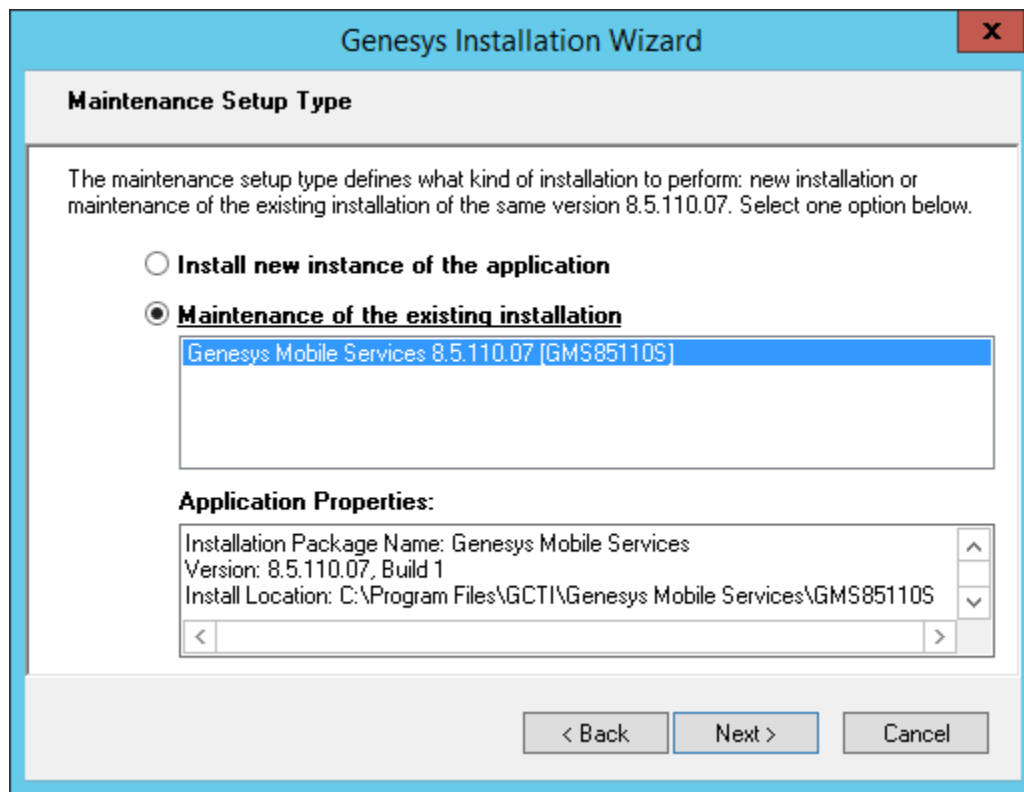 Genesys Installation Wizard
x
Maintenance Setup Type
The maintenance setup type defines what kind of installation to perform: new installation or
maintenance of the existing installation of the same version 8.5.110.07. Select one option below.
Install new instance of the application
Maintenance of the existing installation
Genesys Mobile Services 8.5.110.07 [GMS85110S]
Application Properties:
Installation Package Name: Genesys Mobile Services
Version: 8.5.110.07, Build 1
Install Location: C:\Program Files\GCTI\Genesys Mobile Services\GMS85110S
< Back
Next >
Cancel